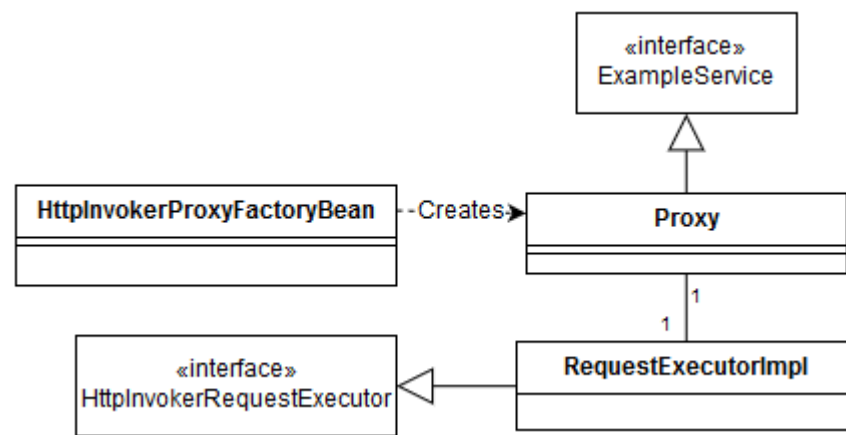 «interface»
ExampleService
HttpInvokerProxyFactoryBean
Creates
Proxy
1
1
«interface»
HttpInvokerRequestExecutor
RequestExecutorImpl